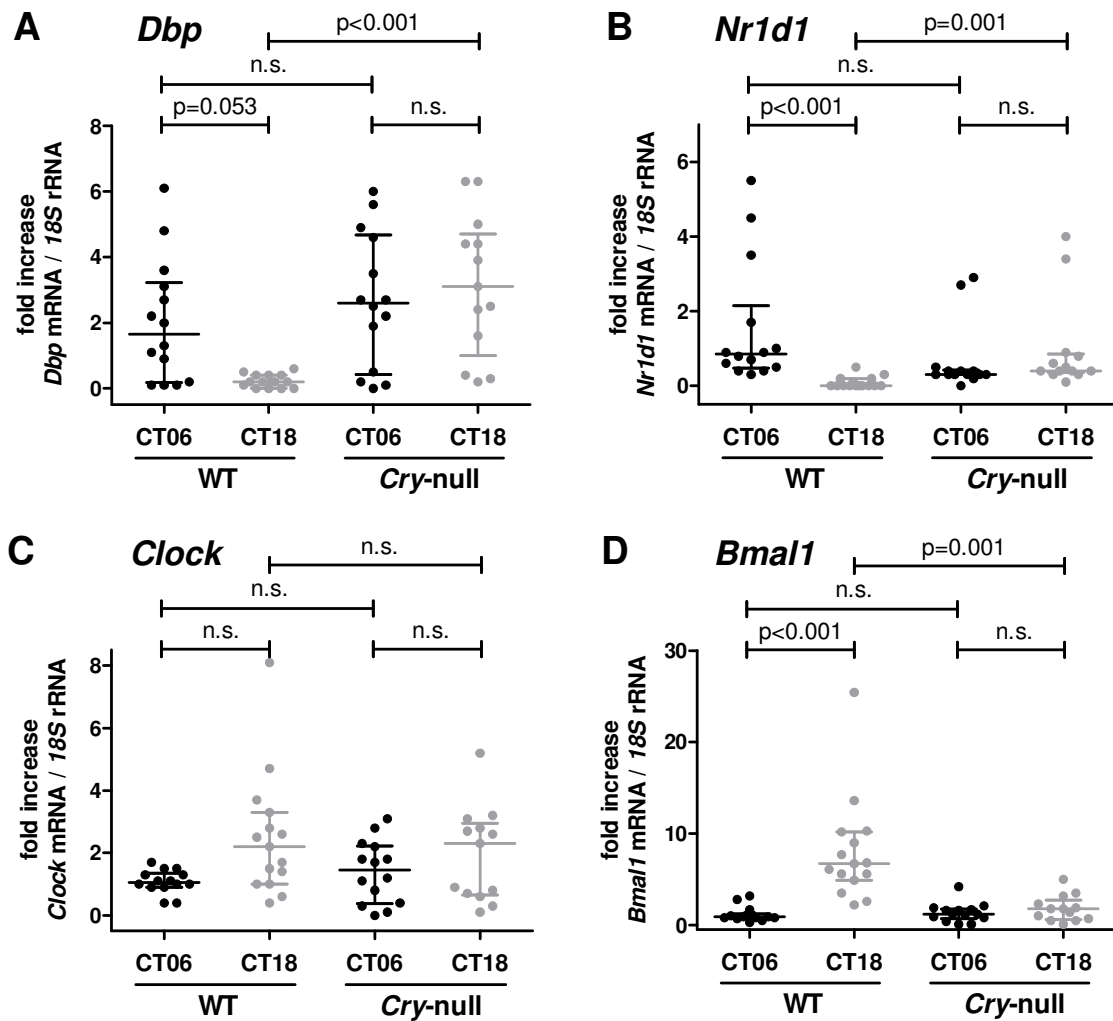 A Dbp
p<0.001
n.s.
p=0.053
n.s.
fold increase
Dbp mRNA / 18S rRNA
8
6
4
2
0
CT06 CT18 CT06 CT18
WT Cry-null
B Nr1d1
p=0.001
n.s.
p<0.001
n.s.
fold increase
Nr1d1 mRNA / 18S rRNA
6
4
2
0
CT06 CT18 CT06 CT18
WT Cry-null
C Clock
n.s.
n.s.
n.s.
n.s.
fold increase
Clock mRNA / 18S rRNA
8
6
4
2
0
CT06 CT18 CT06 CT18
WT Cry-null
D Bmal1
p=0.001
n.s.
p<0.001
n.s.
fold increase
Bmal1 mRNA / 18S rRNA
30
20
10
0
CT06 CT18 CT06 CT18
WT Cry-null